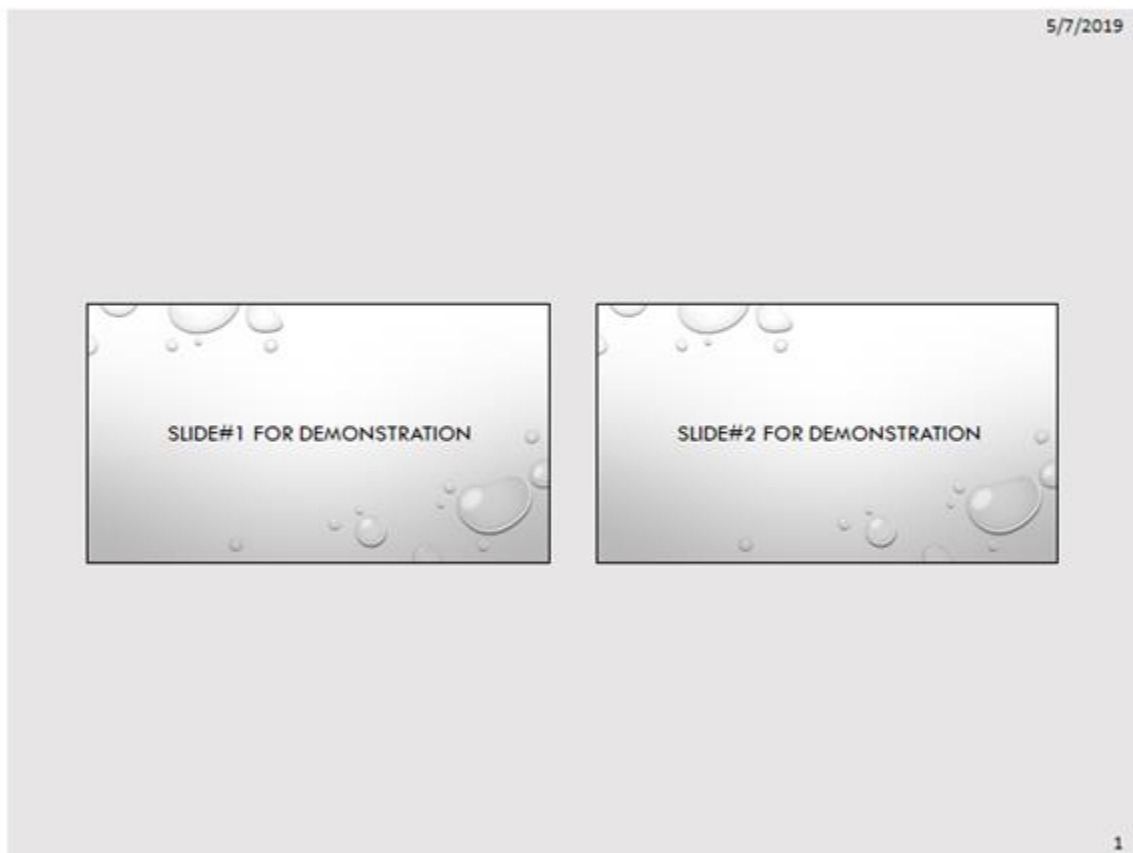 5/7/2019
SLIDE#1 FOR DEMONSTRATION
SLIDE#2 FOR DEMONSTRATION
1